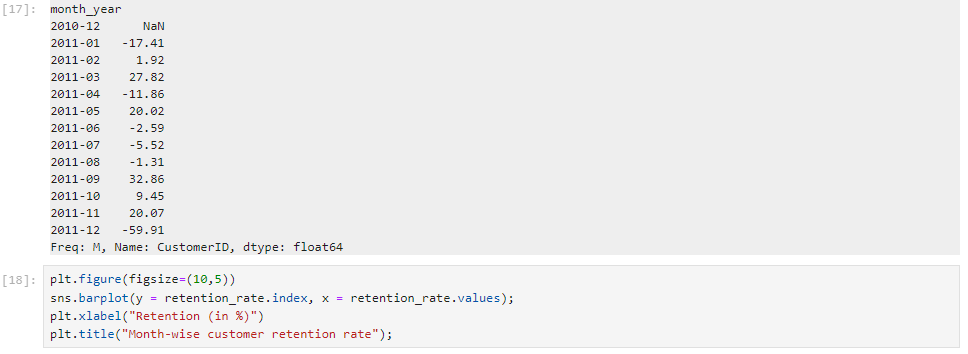 [17]: month_year
2010-12 NaN
2011-01 -17.41
2011-02 1.92
2011-03 27.82
2011-04 -11.86
2011-05 20.02
2011-06 -2.59
2011-07 -5.52
2011-08 -1.31
2011-09 32.86
2011-10 9.45
2011-11 20.07
2011-12 -59.91
Freq: M, Name: CustomerID, dtype: float64
[18]: plt.figure(figsize=(10,5))
sns.barplot(y = retention_rate.index, x = retention_rate.values);
plt.xlabel("Retention (in %)")
plt.title("Month-wise customer retention rate");